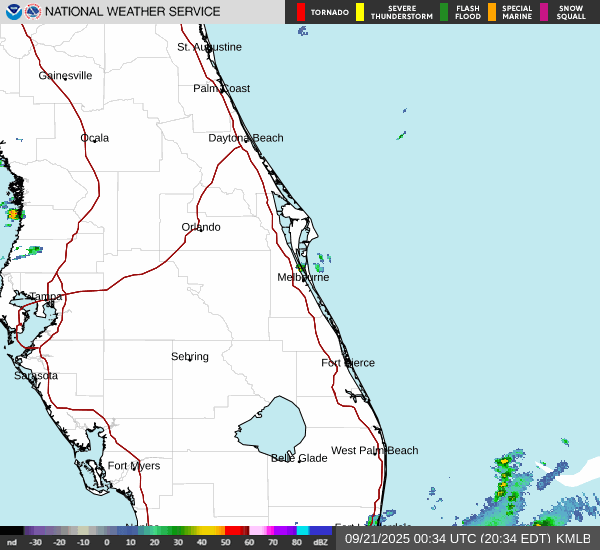 NATIONAL WEATHER SERVICE
TORNADO
SEVERE THUNDERSTORM
FLASH FLOOD
SPECIAL MARINE
SNOW SQUALL
St. Augustine
Gainesville
Palm Coast
Ocala
Daytona Beach
Orlando
Melbourne
Tampa
Sebring
Fort Pierce
Sarasota
West Palm Beach
Belle Glade
Fort Myers
nd -30 -20 -10 0 10 20 30 40 50 60 70 80 dBZ
09/21/2025 00:34 UTC (20:34 EDT) KMLB